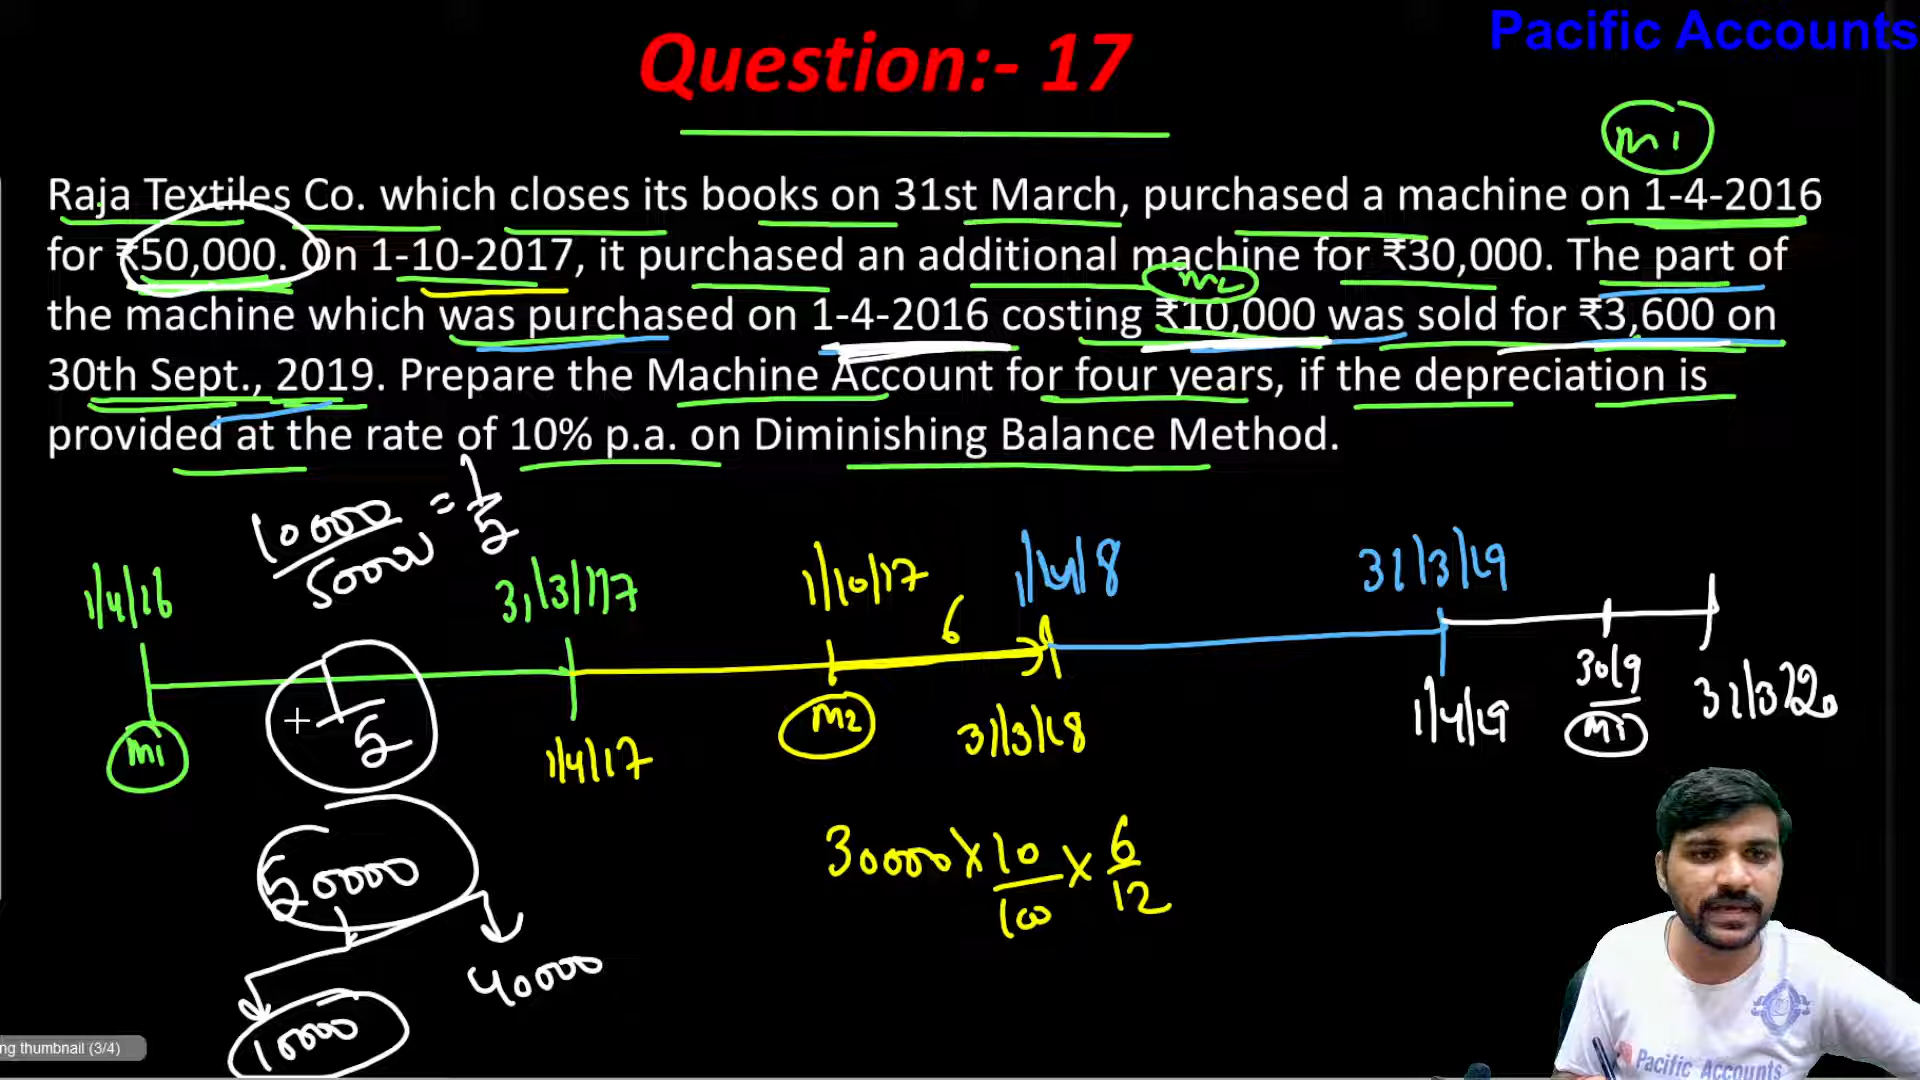 Pacific Accounts
Question:- 17
m1
Raja Textiles Co. which closes its books on 31st March, purchased a machine on 1-4-2016
for ₹50,000. On 1-10-2017, it purchased an additional machine for ₹30,000. The part of
m2
the machine which was purchased on 1-4-2016 costing ₹10,000 was sold for ₹3,600 on
30th Sept., 2019. Prepare the Machine Account for four years, if the depreciation is
provided at the rate of 10% p.a. on Diminishing Balance Method.
10000/50000 = 1/5
1/4/16 31/3/17 1/10/17 6 1/4/18 31/3/19
m1 1/5 1/4/17 m2 31/3/18 1/4/19 30/9 m1 31/3/20
50000
30000 × 10/100 × 6/12
40000
10000
ng thumbnail (3/4)
Pacific Accounts